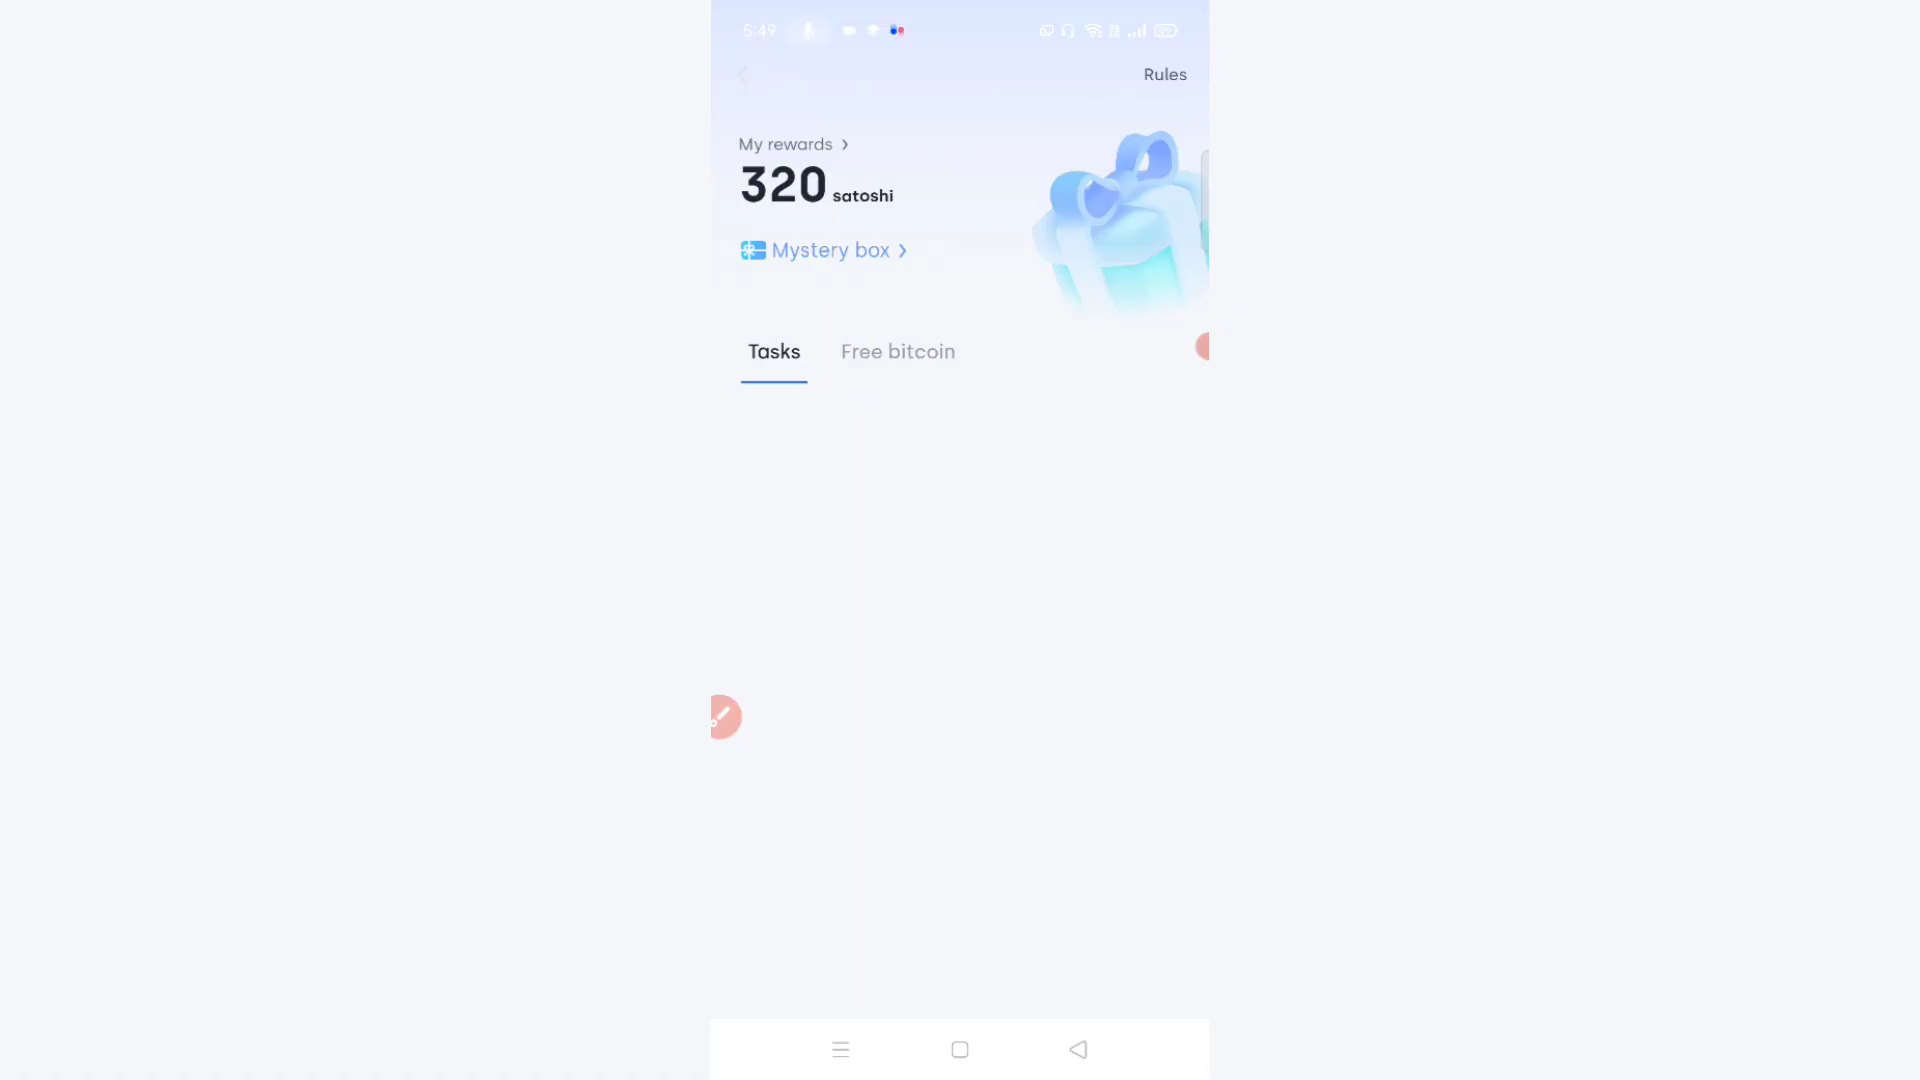 5:49
Rules
My rewards
320 satoshi
Mystery box
Tasks Free bitcoin